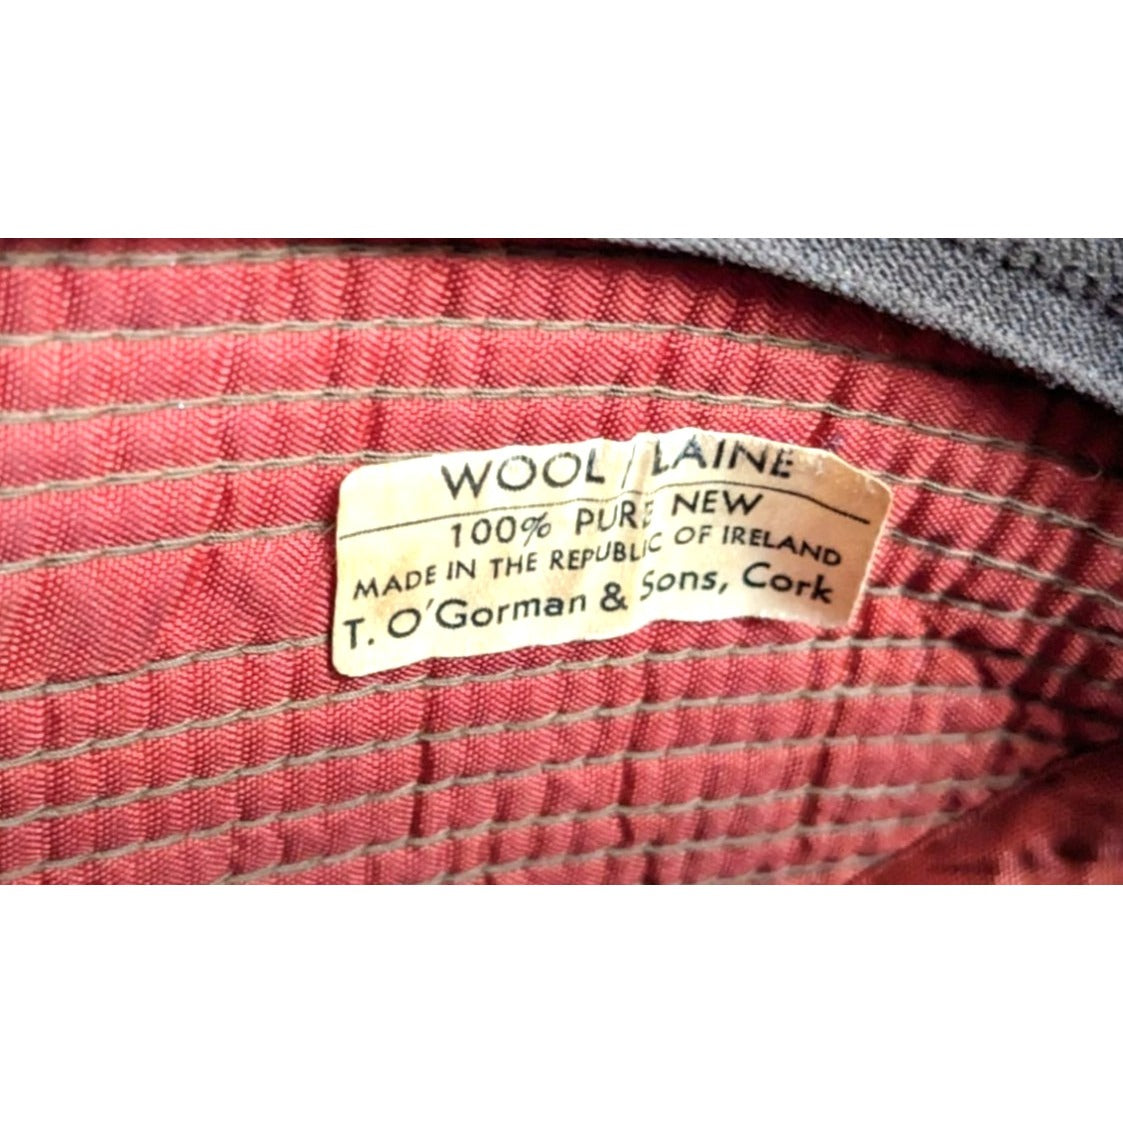 WOOL / LAINE
100% PURE NEW
MADE IN THE REPUBLIC OF IRELAND
T. O'Gorman & Sons, Cork